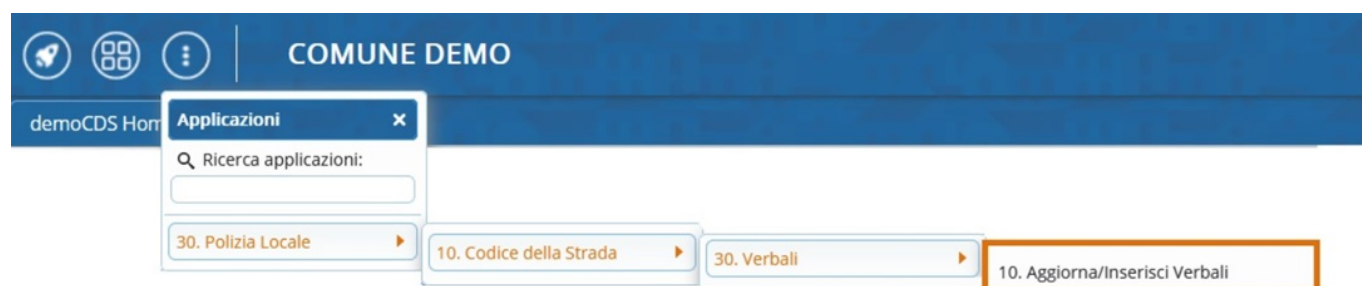 COMUNE DEMO
demoCDS Hom
Applicazioni
Ricerca applicazioni:
30. Polizia Locale
10. Codice della Strada
30. Verbali
10. Aggiorna/Inserisci Verbali